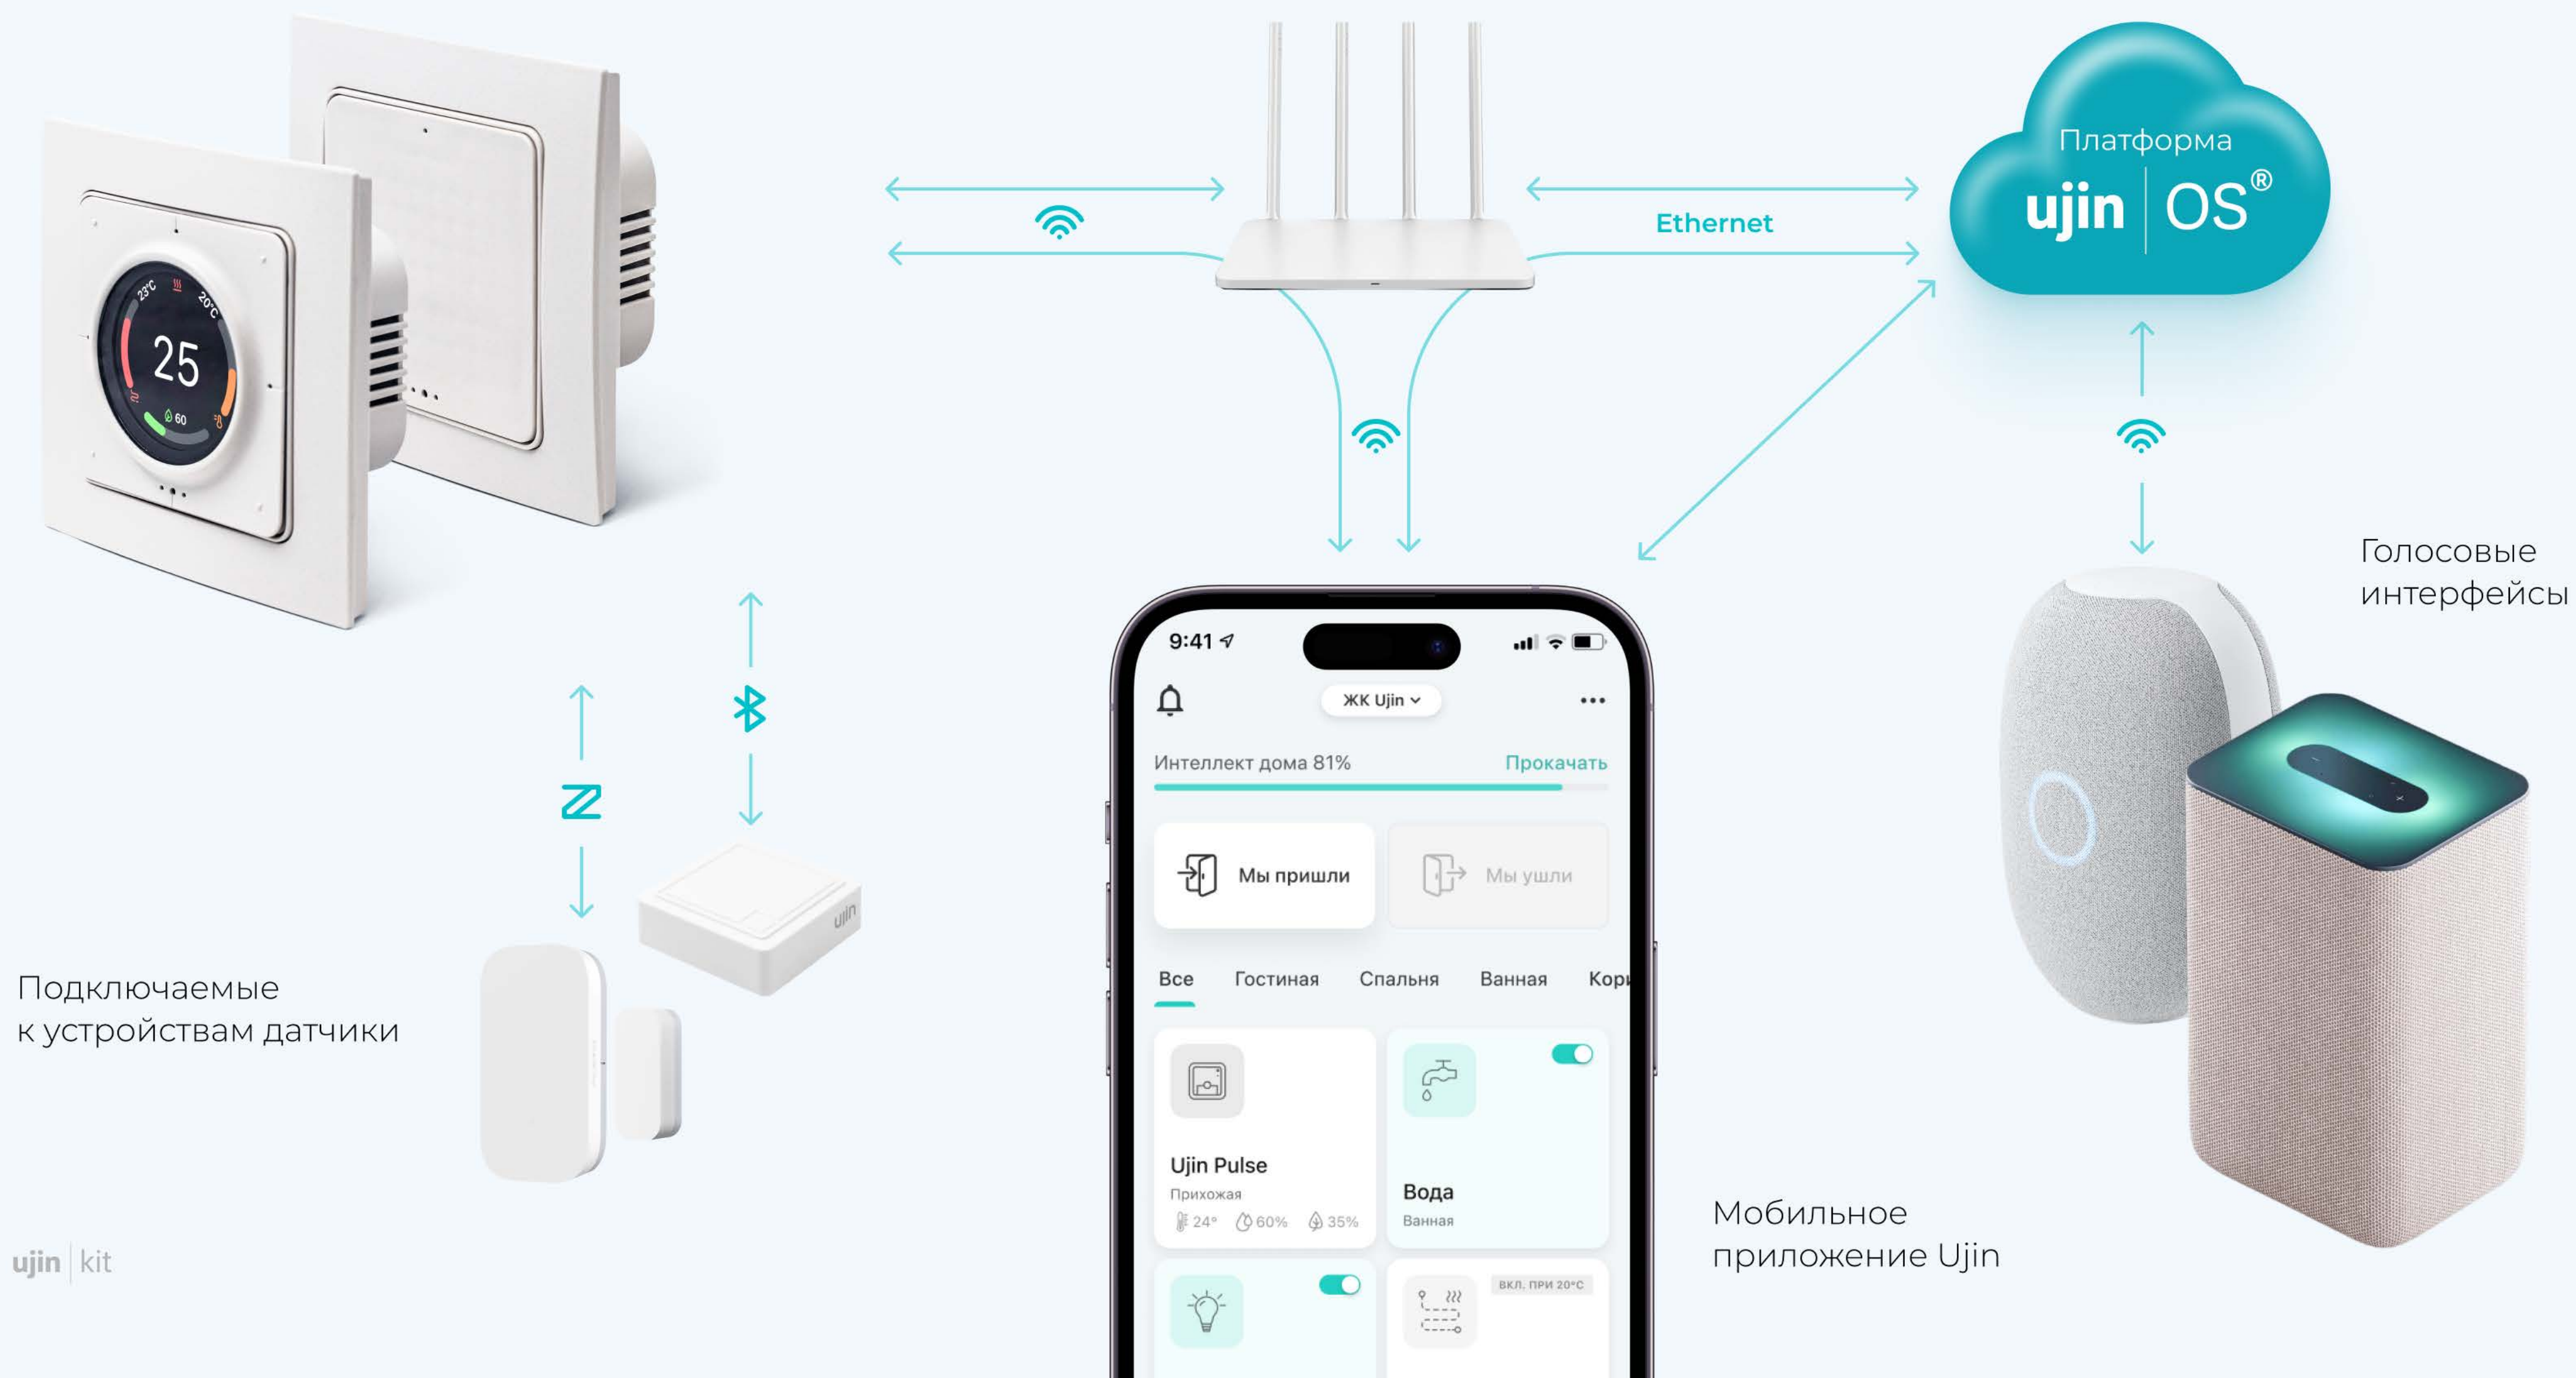 Платформа
ujin | OS®
Ethernet
23°C
20°C
25
60
Голосовые
интерфейсы
9:41
ЖК Ujin
Интеллект дома 81%
Прокачать
Мы пришли
Мы ушли
ujin
Все Гостиная Спальня Ванная Кори
Подключаемые
к устройствам датчики
Ujin Pulse
Прихожая
24° 60% 35%
Вода
Ванная
Мобильное
приложение Ujin
ujin | kit
ВКЛ. ПРИ 20°C